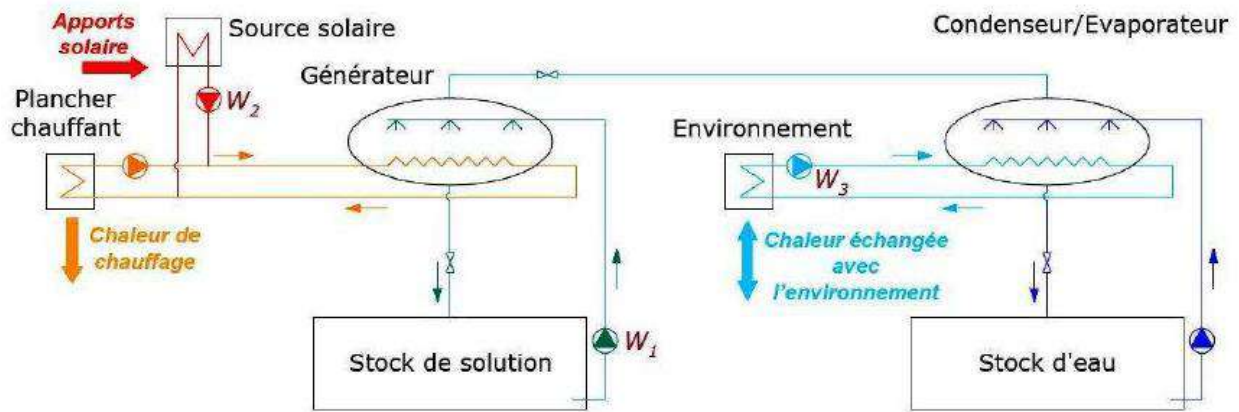 Apports
solaire
Source solaire
Condenseur/Evaporateur
Générateur
Plancher
chauffant
W2
Environnement
W3
Chaleur de
chauffage
Chaleur échangée
avec
l'environnement
Stock de solution
W1
Stock d'eau